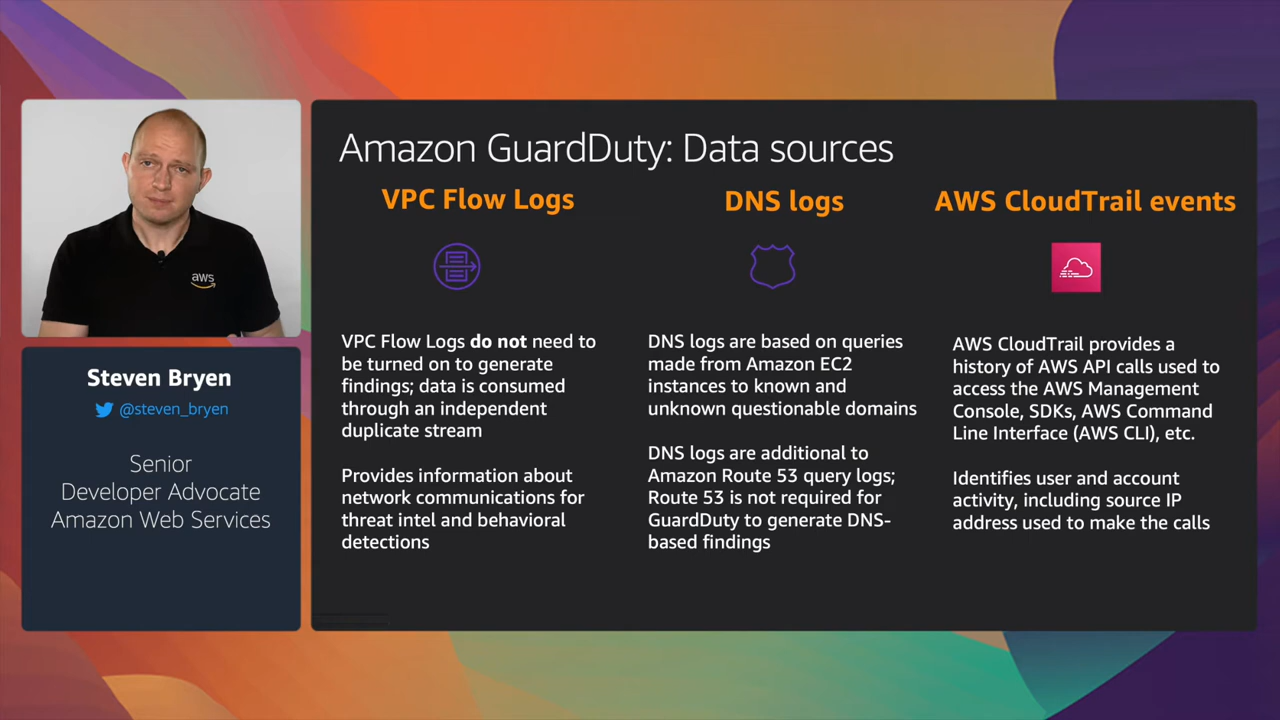 Amazon GuardDuty: Data sources
VPC Flow Logs
VPC Flow Logs do not need to
be turned on to generate
findings; data is consumed
through an independent
duplicate stream
Provides information about
network communications for
threat intel and behavioral
detections
DNS logs
DNS logs are based on queries
made from Amazon EC2
instances to known and
unknown questionable domains
DNS logs are additional to
Amazon Route 53 query logs;
Route 53 is not required for
GuardDuty to generate DNS-
based findings
AWS CloudTrail events
AWS CloudTrail provides a
history of AWS API calls used to
access the AWS Management
Console, SDKs, AWS Command
Line Interface (AWS CLI), etc.
Identifies user and account
activity, including source IP
address used to make the calls
aws
Steven Bryen
@steven_bryen
Senior
Developer Advocate
Amazon Web Services